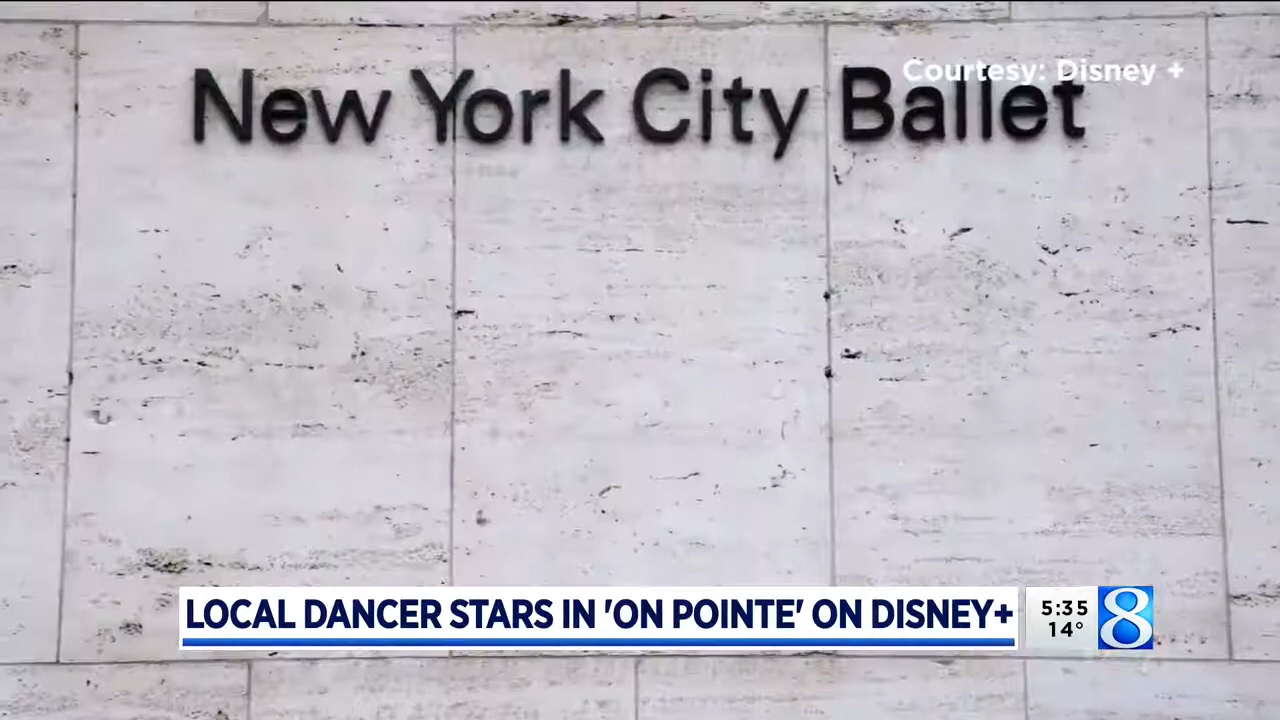 Courtesy: Disney +
New York City Ballet
LOCAL DANCER STARS IN 'ON POINTE' ON DISNEY+
5:35
14°
8